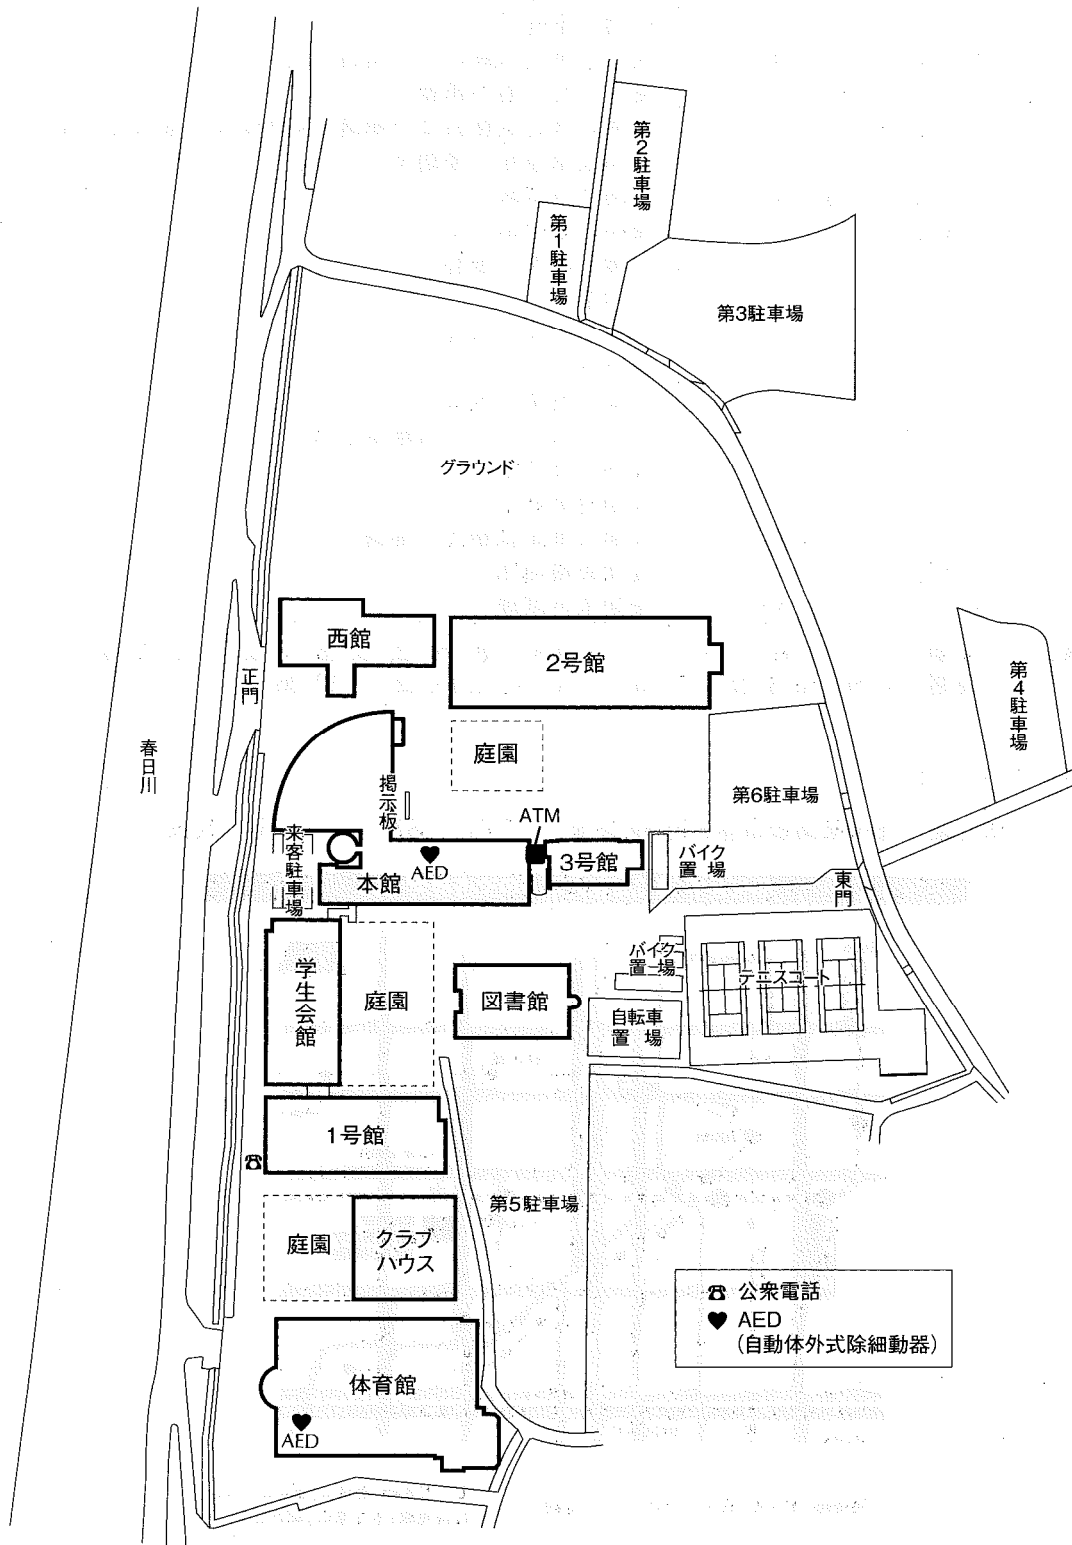 第2駐車場
第1駐車場
第3駐車場
グラウンド
西館
2号館
正門
第4駐車場
春日川
庭園
掲示板
第6駐車場
ATM
来客駐車場
AED
本館
3号館
バイク
置場
東門
学生会館
庭園
図書館
バイク
置場
テニスコート
自転車
置場
1号館
第5駐車場
庭園
クラブ
ハウス
公衆電話
AED
(自動体外式除細動器)
体育館
AED